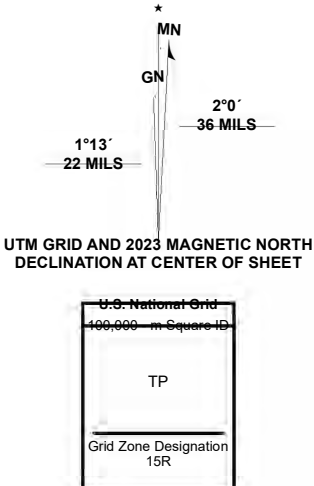 ★
MN
GN
2°0´
36 MILS
1°13´
22 MILS
UTM GRID AND 2023 MAGNETIC NORTH
DECLINATION AT CENTER OF SHEET
U.S. National Grid
100,000 - m Square ID
TP
Grid Zone Designation
15R